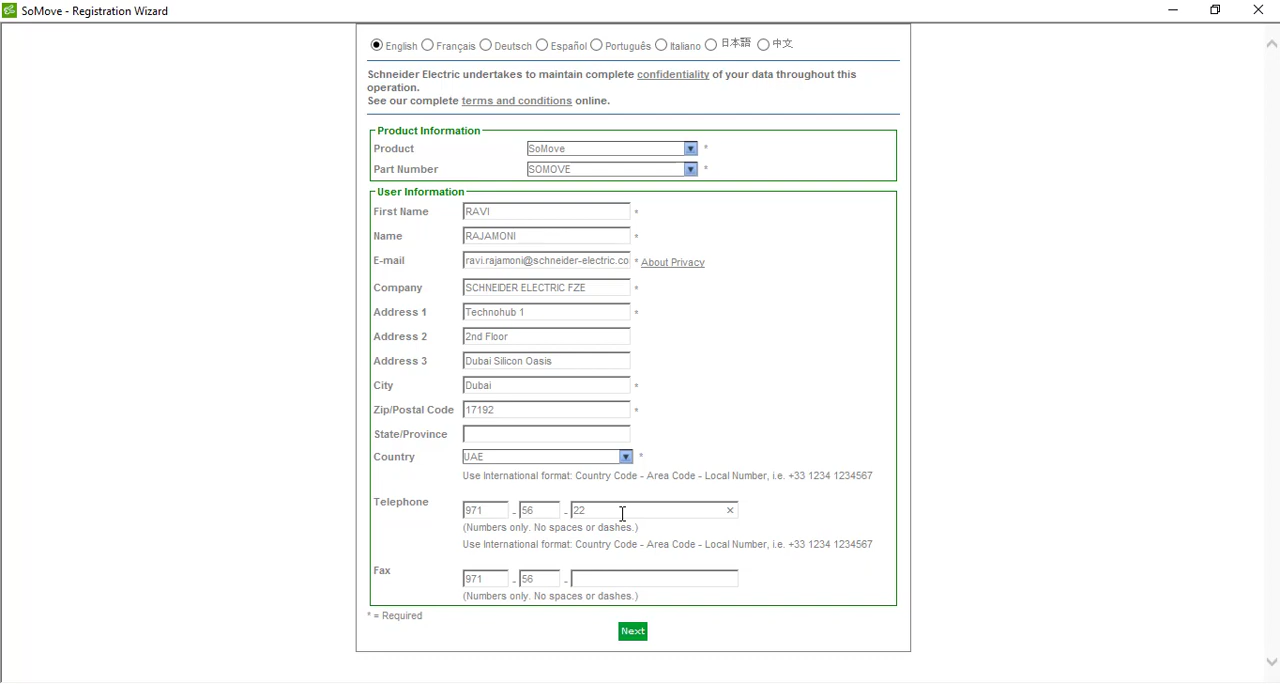 SoMove - Registration Wizard
English Français Deutsch Español Português Italiano 日本語 中文
Schneider Electric undertakes to maintain complete confidentiality of your data throughout this
operation.
See our complete terms and conditions online.
Product Information
Product SoMove *
Part Number SOMOVE *
User Information
First Name RAVI *
Name RAJAMONI *
E-mail ravi.rajamoni@schneider-electric.co * About Privacy
Company SCHNEIDER ELECTRIC FZE *
Address 1 Technohub 1 *
Address 2 2nd Floor
Address 3 Dubai Silicon Oasis
City Dubai *
Zip/Postal Code 17192 *
State/Province
Country UAE *
Use International format: Country Code - Area Code - Local Number, i.e. +33 1234 1234567
Telephone 971 - 56 - 22
(Numbers only. No spaces or dashes.)
Use International format: Country Code - Area Code - Local Number, i.e. +33 1234 1234567
Fax 971 - 56 -
(Numbers only. No spaces or dashes.)
* = Required
Next